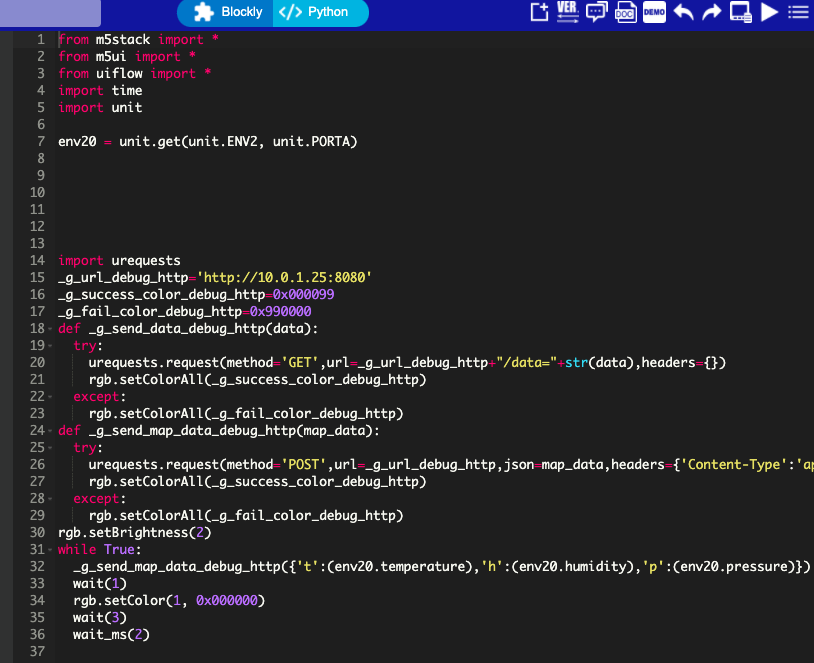 Blockly </> Python VER. DOC DEMO
1 from m5stack import *
2 from m5ui import *
3 from uiflow import *
4 import time
5 import unit
6
7 env20 = unit.get(unit.ENV2, unit.PORTA)
8
9
10
11
12
13
14 import urequests
15 _g_url_debug_http='http://10.0.1.25:8080'
16 _g_success_color_debug_http=0x000099
17 _g_fail_color_debug_http=0x990000
18 def _g_send_data_debug_http(data):
19 try:
20 urequests.request(method='GET',url=_g_url_debug_http+"/data="+str(data),headers={})
21 rgb.setColorAll(_g_success_color_debug_http)
22 except:
23 rgb.setColorAll(_g_fail_color_debug_http)
24 def _g_send_map_data_debug_http(map_data):
25 try:
26 urequests.request(method='POST',url=_g_url_debug_http,json=map_data,headers={'Content-Type':'ap
27 rgb.setColorAll(_g_success_color_debug_http)
28 except:
29 rgb.setColorAll(_g_fail_color_debug_http)
30 rgb.setBrightness(2)
31 while True:
32 _g_send_map_data_debug_http({'t':(env20.temperature),'h':(env20.humidity),'p':(env20.pressure)})
33 wait(1)
34 rgb.setColor(1, 0x000000)
35 wait(3)
36 wait_ms(2)
37